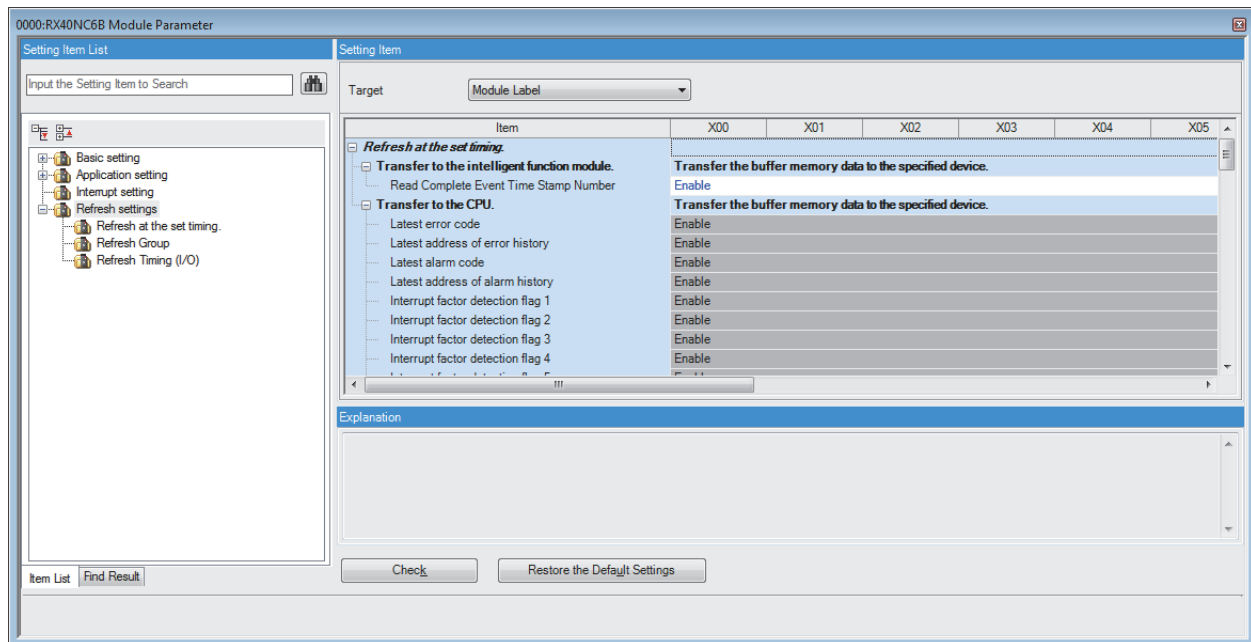 0000:RX40NC6B Module Parameter
Setting Item List
Input the Setting Item to Search
Basic setting
Application setting
Interrupt setting
Refresh settings
Refresh at the set timing.
Refresh Group
Refresh Timing (I/O)
Item List Find Result
Setting Item
Target Module Label
Item X00 X01 X02 X03 X04 X05
Refresh at the set timing.
Transfer to the intelligent function module. Transfer the buffer memory data to the specified device.
Read Complete Event Time Stamp Number Enable
Transfer to the CPU. Transfer the buffer memory data to the specified device.
Latest error code Enable
Latest address of error history Enable
Latest alarm code Enable
Latest address of alarm history Enable
Interrupt factor detection flag 1 Enable
Interrupt factor detection flag 2 Enable
Interrupt factor detection flag 3 Enable
Interrupt factor detection flag 4 Enable
Explanation
Check Restore the Default Settings